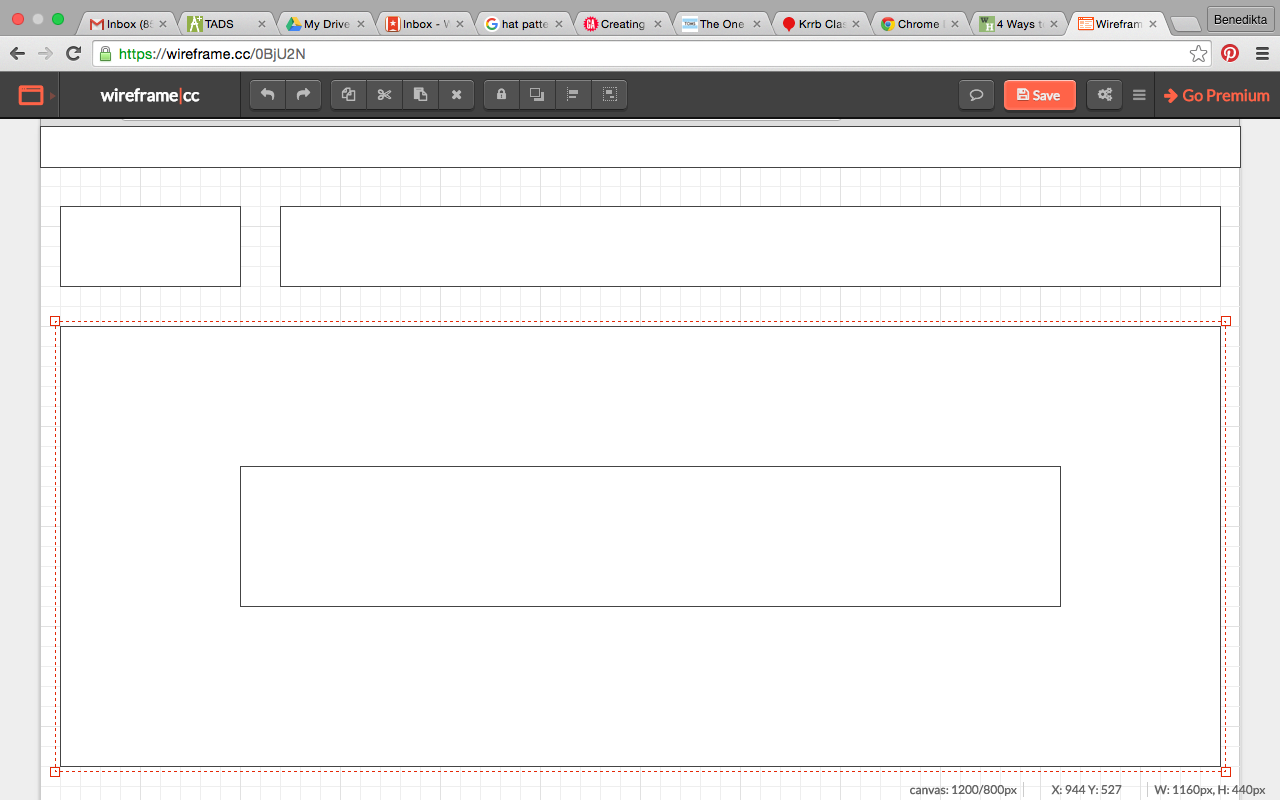 Inbox (8
TADS
My Drive
Inbox - V
hat patte
Creating
TOMS The One
Krrb Clas
Chrome
4 Ways t
Wirefram
Benedikta
https://wireframe.cc/0BjU2N
wireframe|cc
Save
Go Premium
canvas: 1200/800px
X: 944 Y: 527
W: 1160px, H: 440px